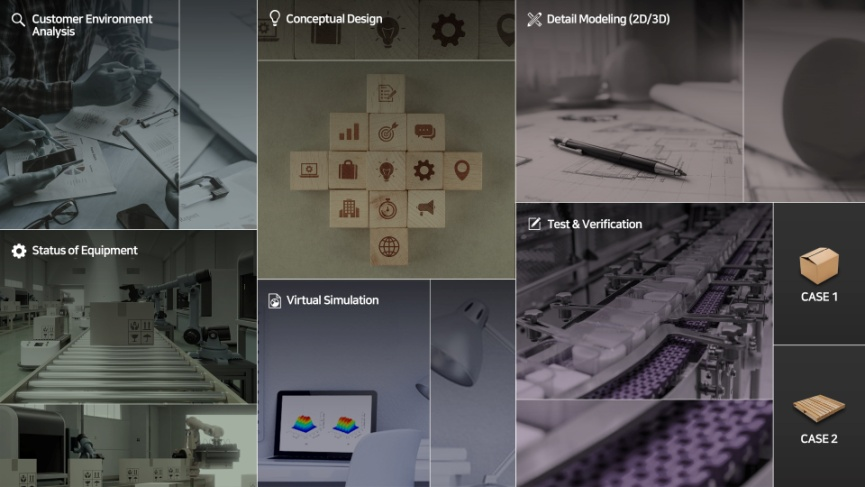 Customer Environment
Analysis
Conceptual Design
Detail Modeling (2D/3D)
Status of Equipment
Virtual Simulation
Test & Verification
CASE 1
CASE 2